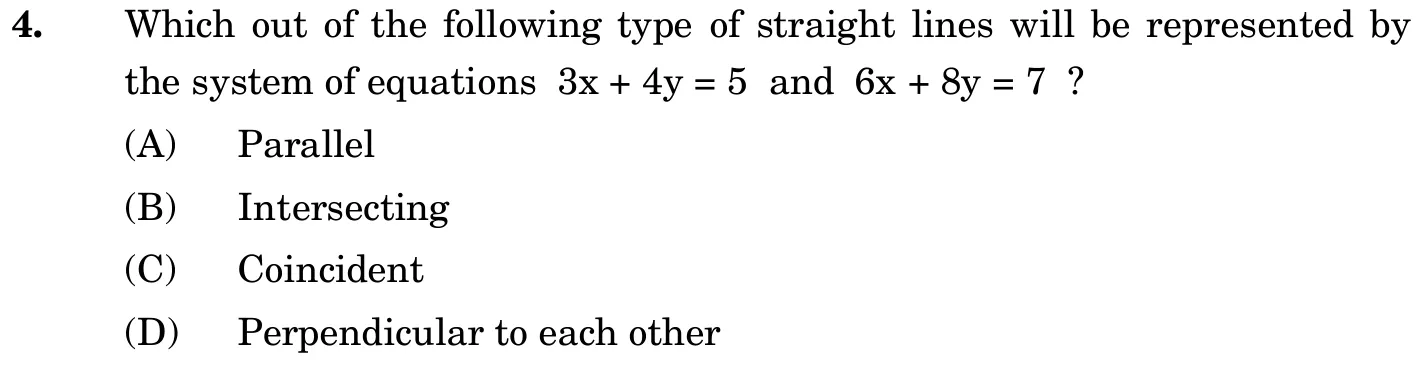 4. Which out of the following type of straight lines will be represented by
the system of equations 3x + 4y = 5 and 6x + 8y = 7 ?
(A) Parallel
(B) Intersecting
(C) Coincident
(D) Perpendicular to each other